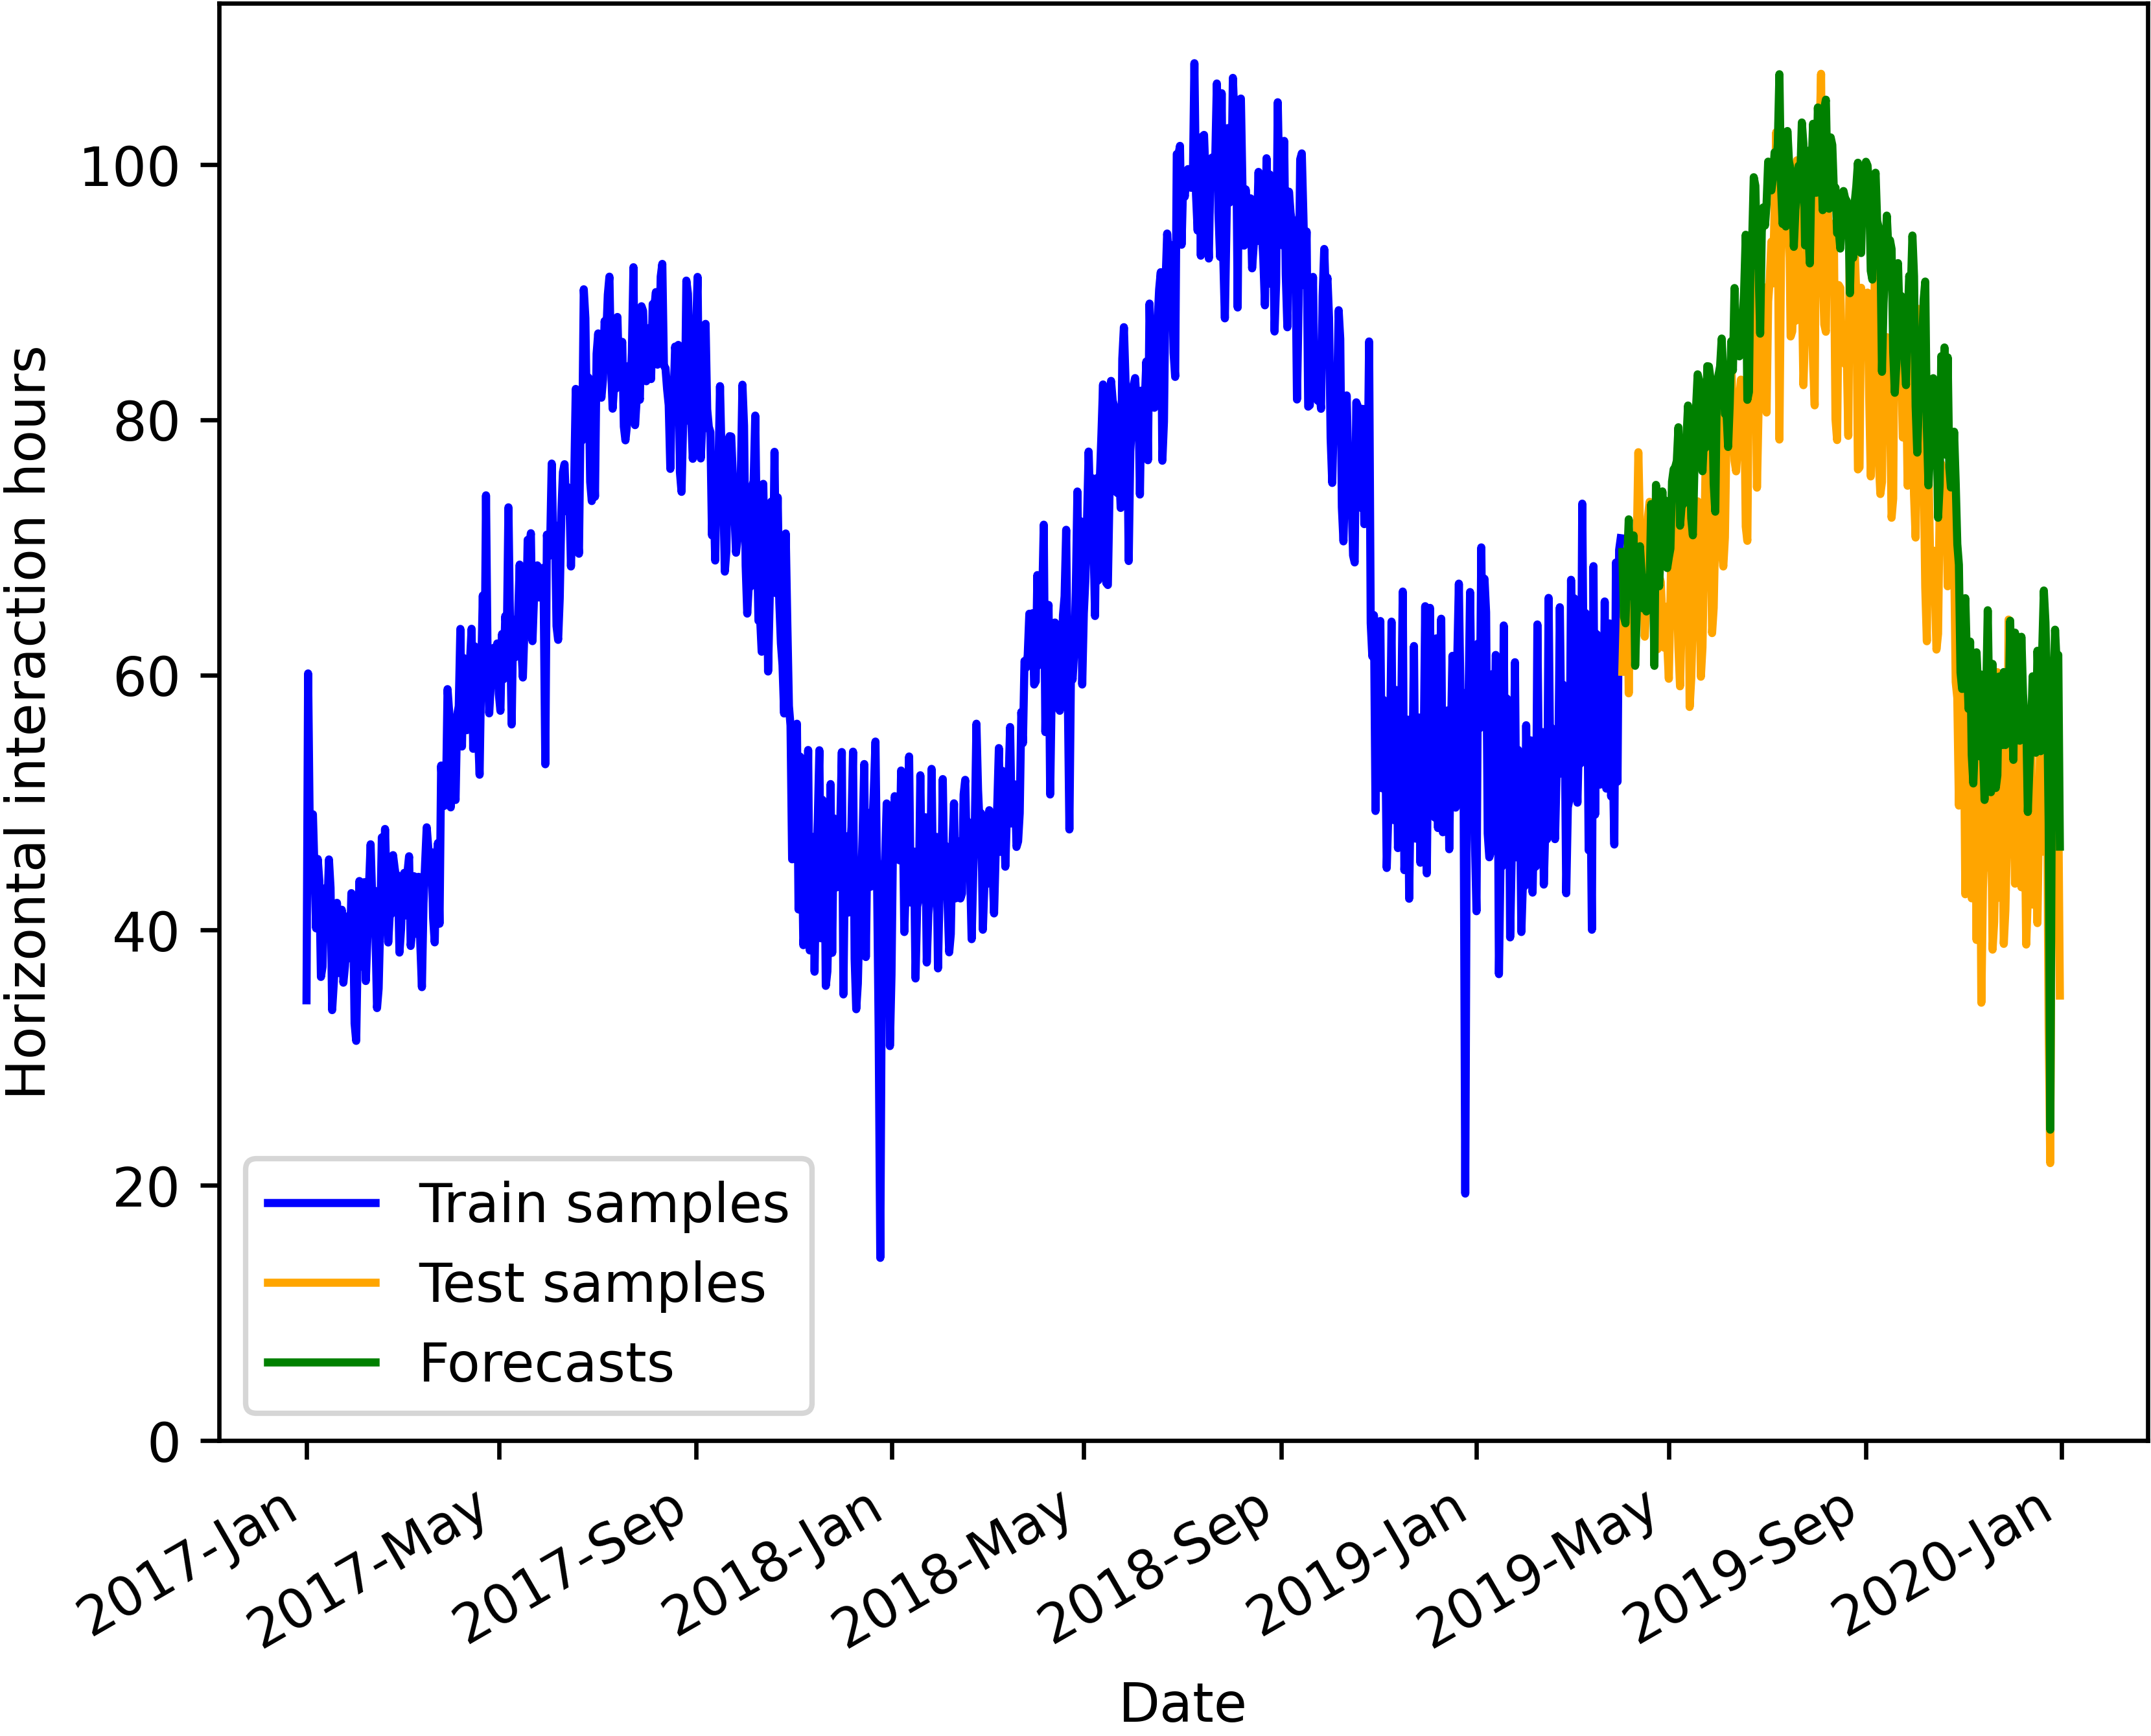 Horizontal interaction hours
100
80
60
40
20
0
Train samples
Test samples
Forecasts
2017-Jan
2017-May
2017-Sep
2018-Jan
2018-May
2018-Sep
2019-Jan
2019-May
2019-Sep
2020-Jan
Date